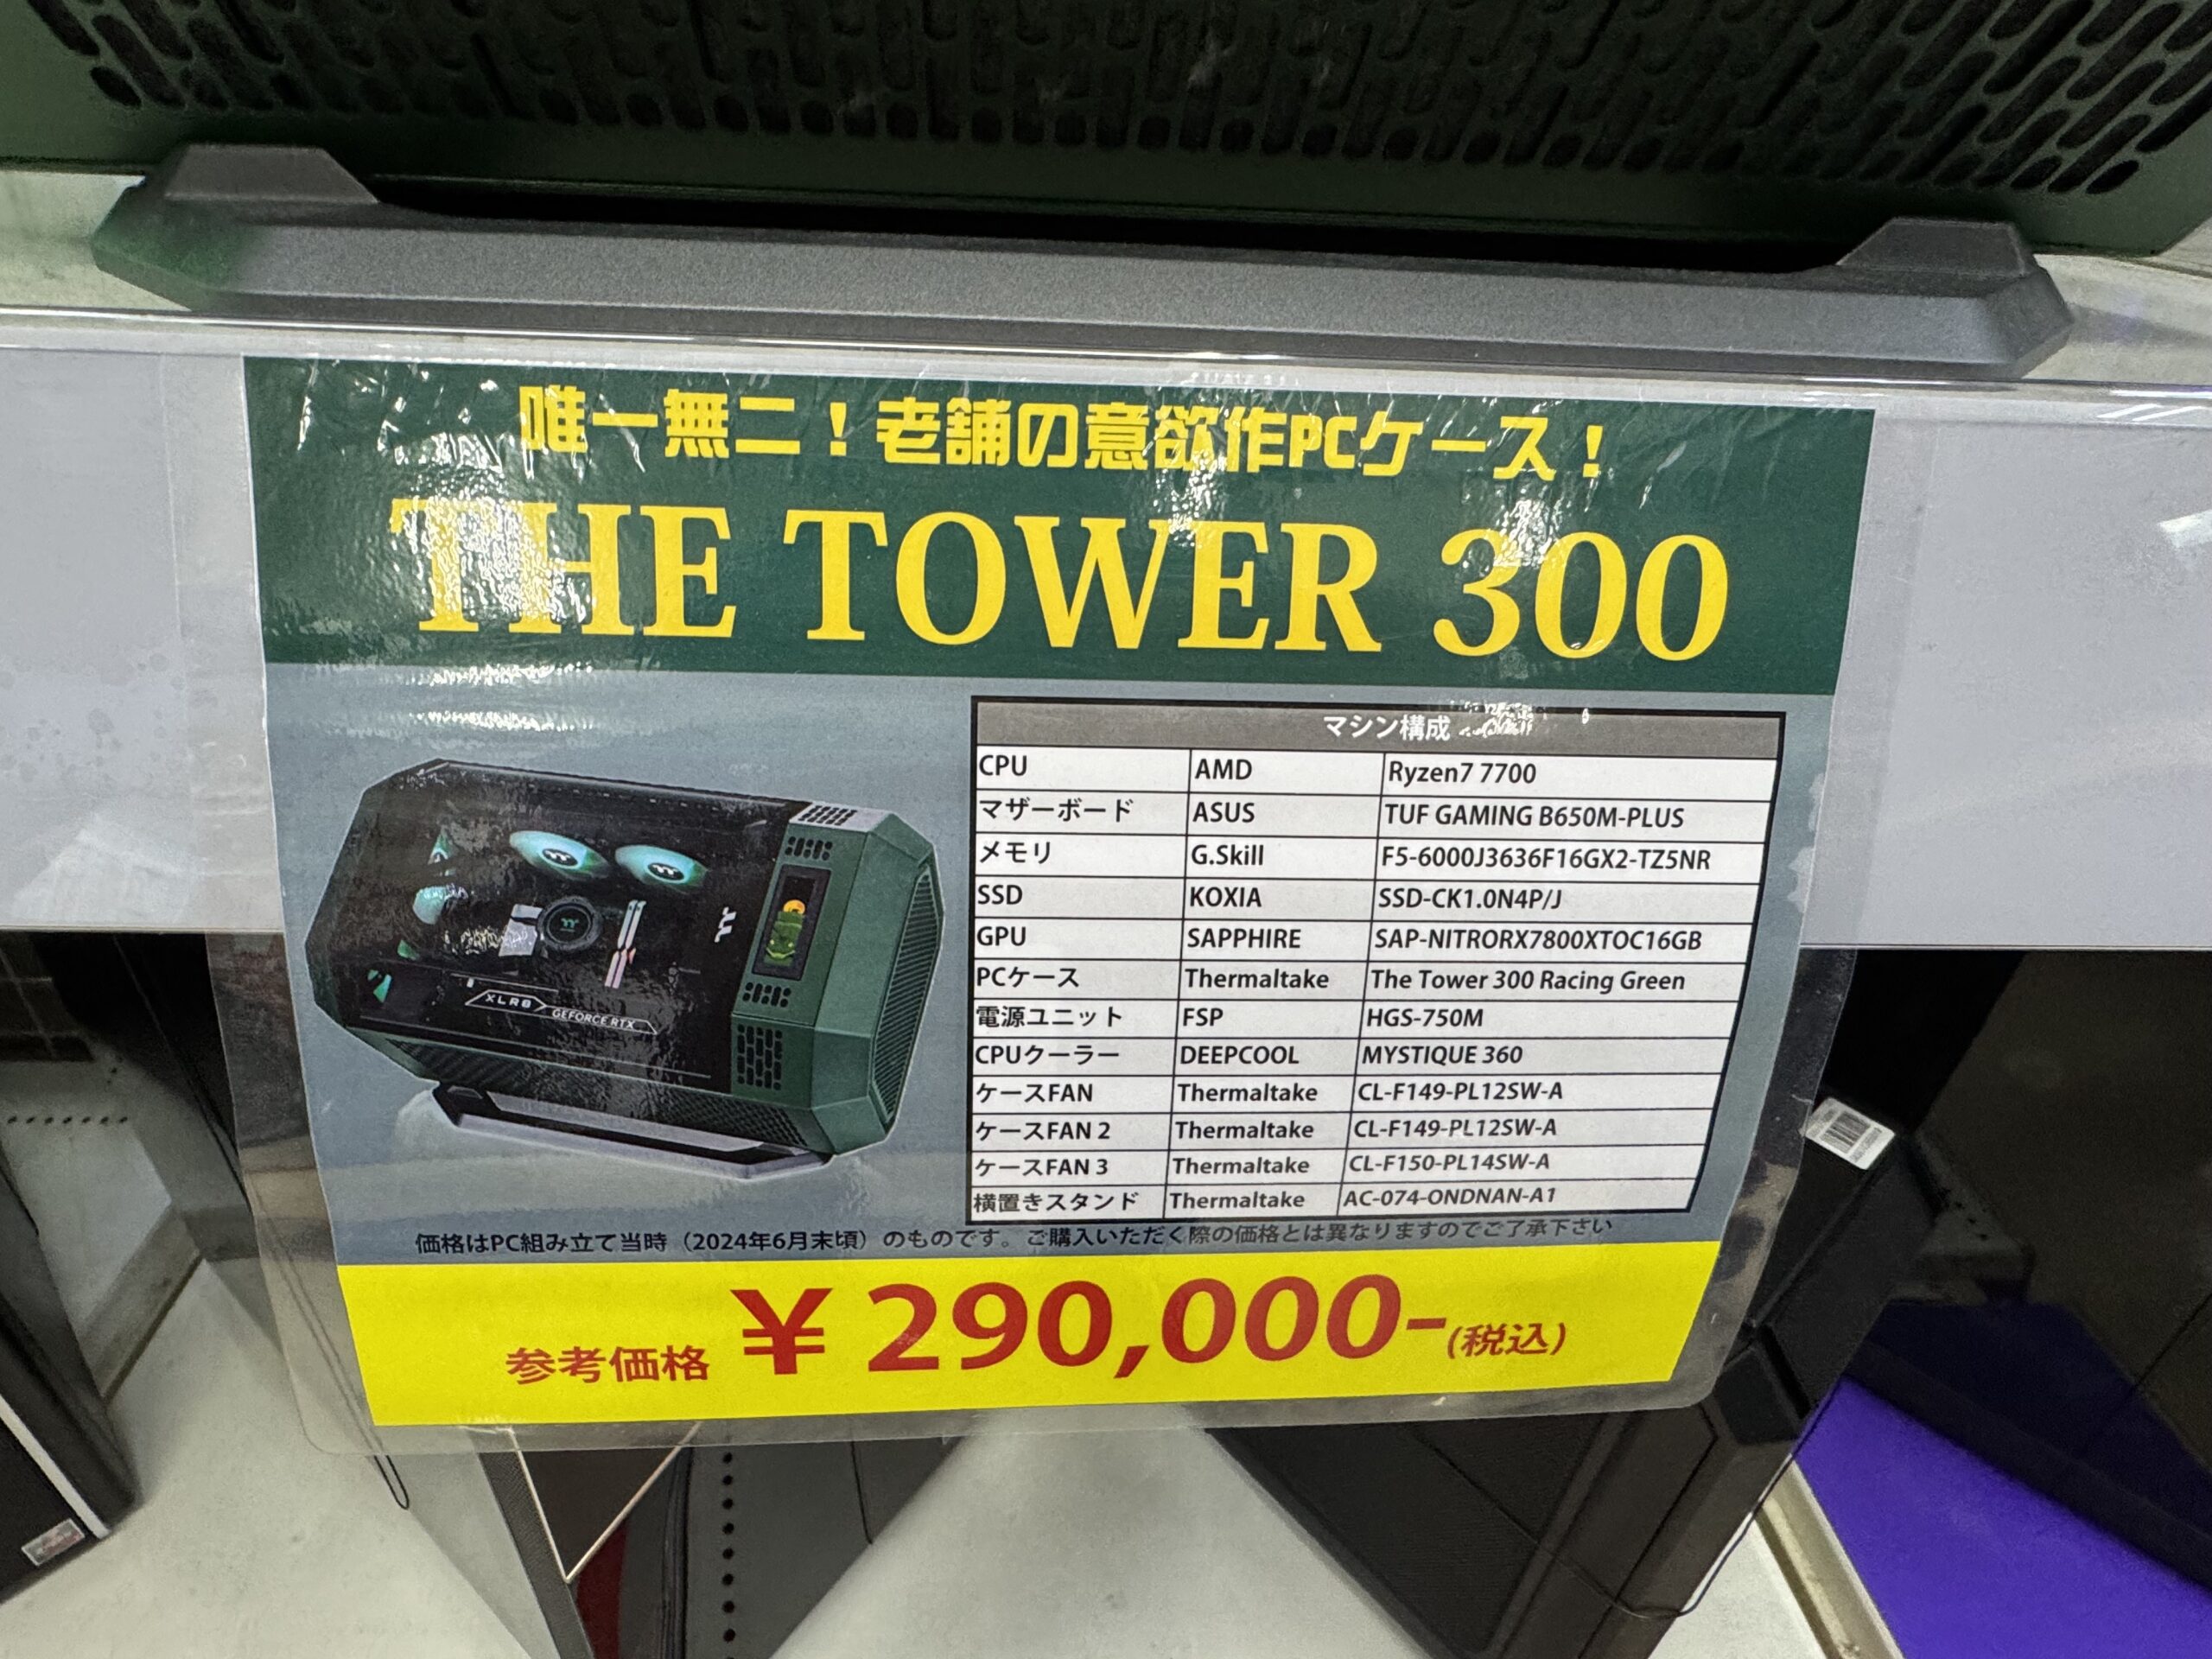 唯一無二！老舗の意欲作PCケース！
THE TOWER 300
マシン構成
CPU AMD Ryzen7 7700
マザーボード ASUS TUF GAMING B650M-PLUS
メモリ G.Skill F5-6000J3636F16GX2-TZ5NR
SSD KOXIA SSD-CK1.0N4P/J
GPU SAPPHIRE SAP-NITRORX7800XTOC16GB
PCケース Thermaltake The Tower 300 Racing Green
電源ユニット FSP HGS-750M
CPUクーラー DEEPCOOL MYSTIQUE 360
ケースFAN Thermaltake CL-F149-PL12SW-A
ケースFAN 2 Thermaltake CL-F149-PL12SW-A
ケースFAN 3 Thermaltake CL-F150-PL14SW-A
横置きスタンド Thermaltake AC-074-ONDNAN-A1
XLR8
GEFORCE RTX
価格はPC組み立て当時（2024年6月末頃）のものです。ご購入いただく際の価格とは異なりますのでご了承下さい
参考価格 ￥290,000-(税込)